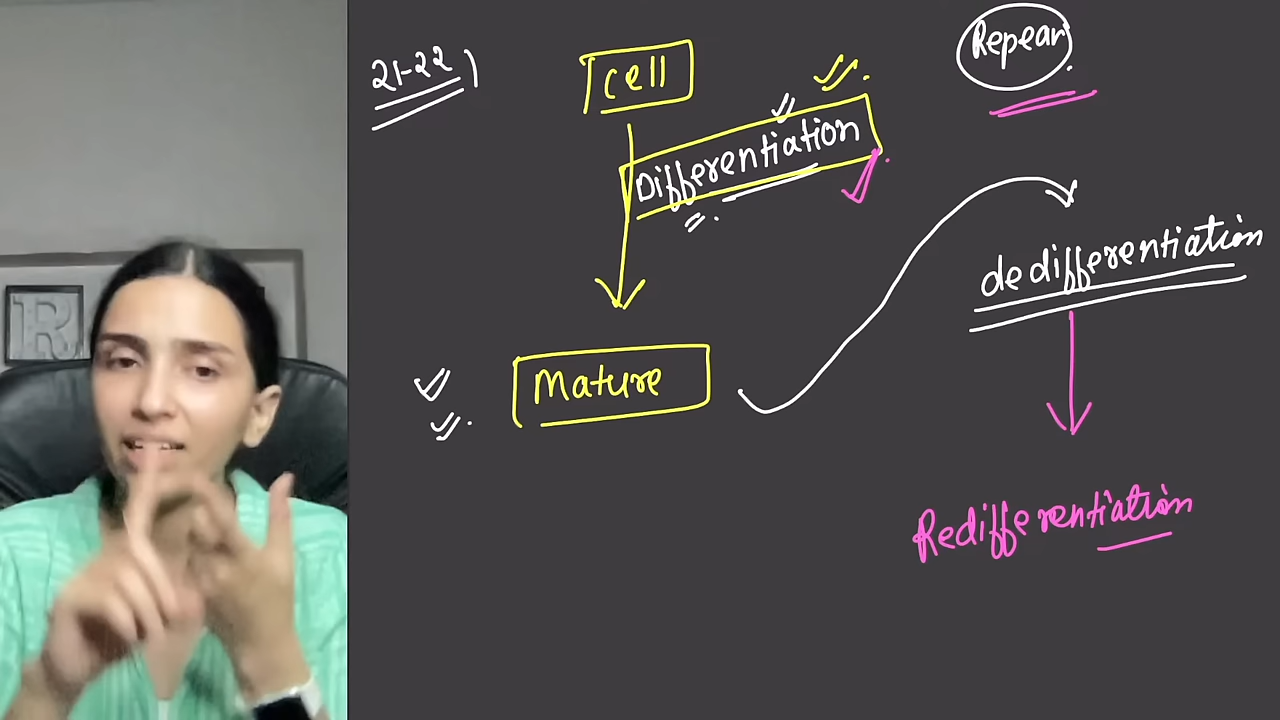 21-22)
cell
Repear
Differentiation
dedifferentiation
Mature
Redifferentiation
R